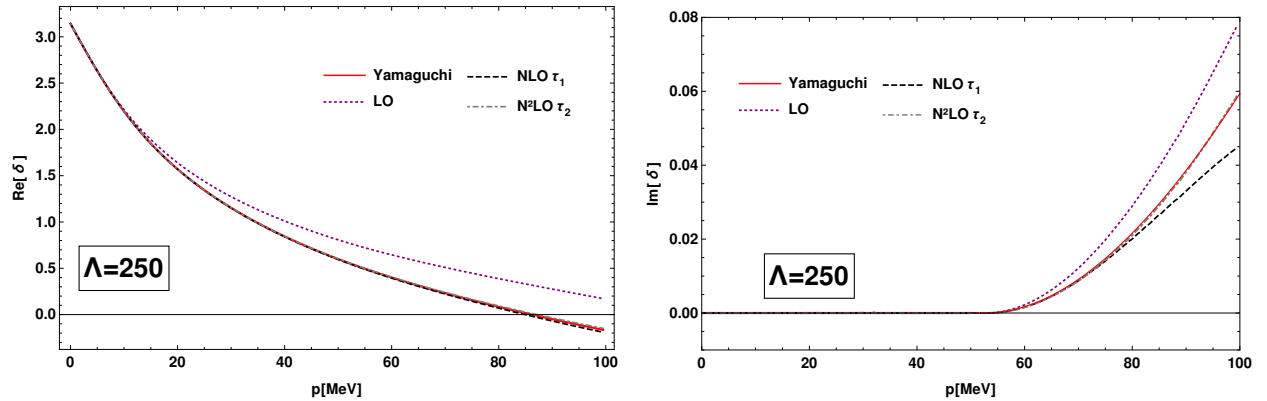 Re[ δ ]
3.0
2.5
2.0
1.5
1.0
0.5
0.0
Yamaguchi
NLO τ₁
LO
N²LO τ₂
Λ=250
0 20 40 60 80 100
p[MeV]
Im[ δ ]
0.08
0.06
0.04
0.02
0.00
Yamaguchi
NLO τ₁
LO
N²LO τ₂
Λ=250
0 20 40 60 80 100
p[MeV]